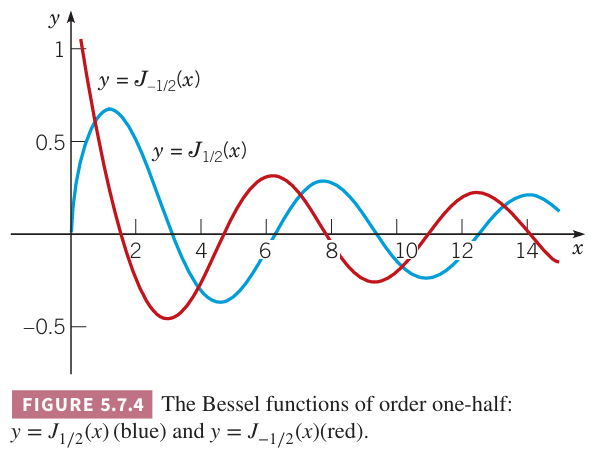 y
1
y = J_{−1/2}(x)
0.5
y = J_{1/2}(x)
2 4 6 8 10 12 14 x
−0.5
FIGURE 5.7.4 The Bessel functions of order one-half:
y = J_{1/2}(x) (blue) and y = J_{−1/2}(x)(red).